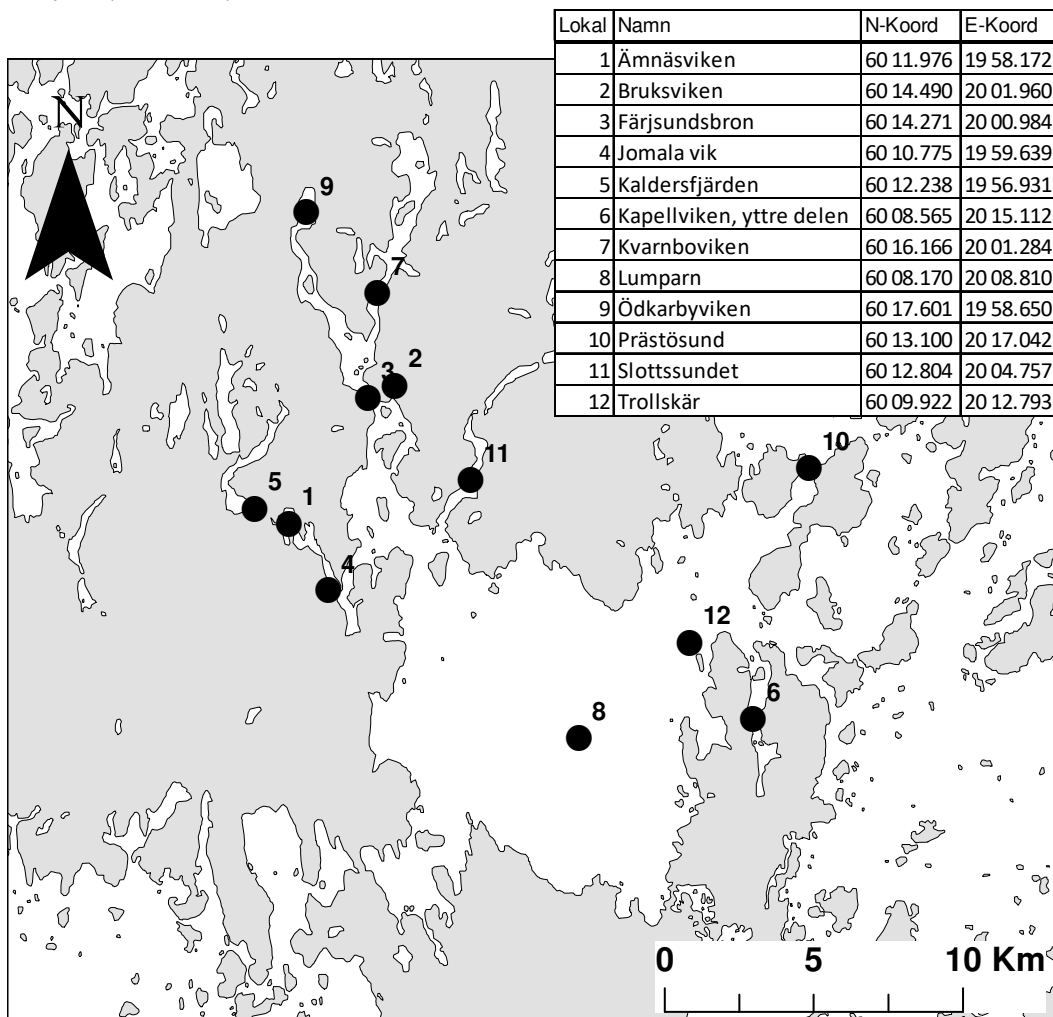 Lokal Namn N-Koord E-Koord
1 Ämnäsviken 60 11.976 19 58.172
2 Bruksviken 60 14.490 20 01.960
3 Färjsundsbron 60 14.271 20 00.984
4 Jomala vik 60 10.775 19 59.639
5 Kaldersfjärden 60 12.238 19 56.931
6 Kapellviken, yttre delen 60 08.565 20 15.112
7 Kvarnboviken 60 16.166 20 01.284
8 Lumparn 60 08.170 20 08.810
9 Ödkarbyviken 60 17.601 19 58.650
10 Prästösund 60 13.100 20 17.042
11 Slottssundet 60 12.804 20 04.757
12 Trollskär 60 09.922 20 12.793
N
9
7
2
3
10
11
5
1
4
12
6
8
0 5 10 Km